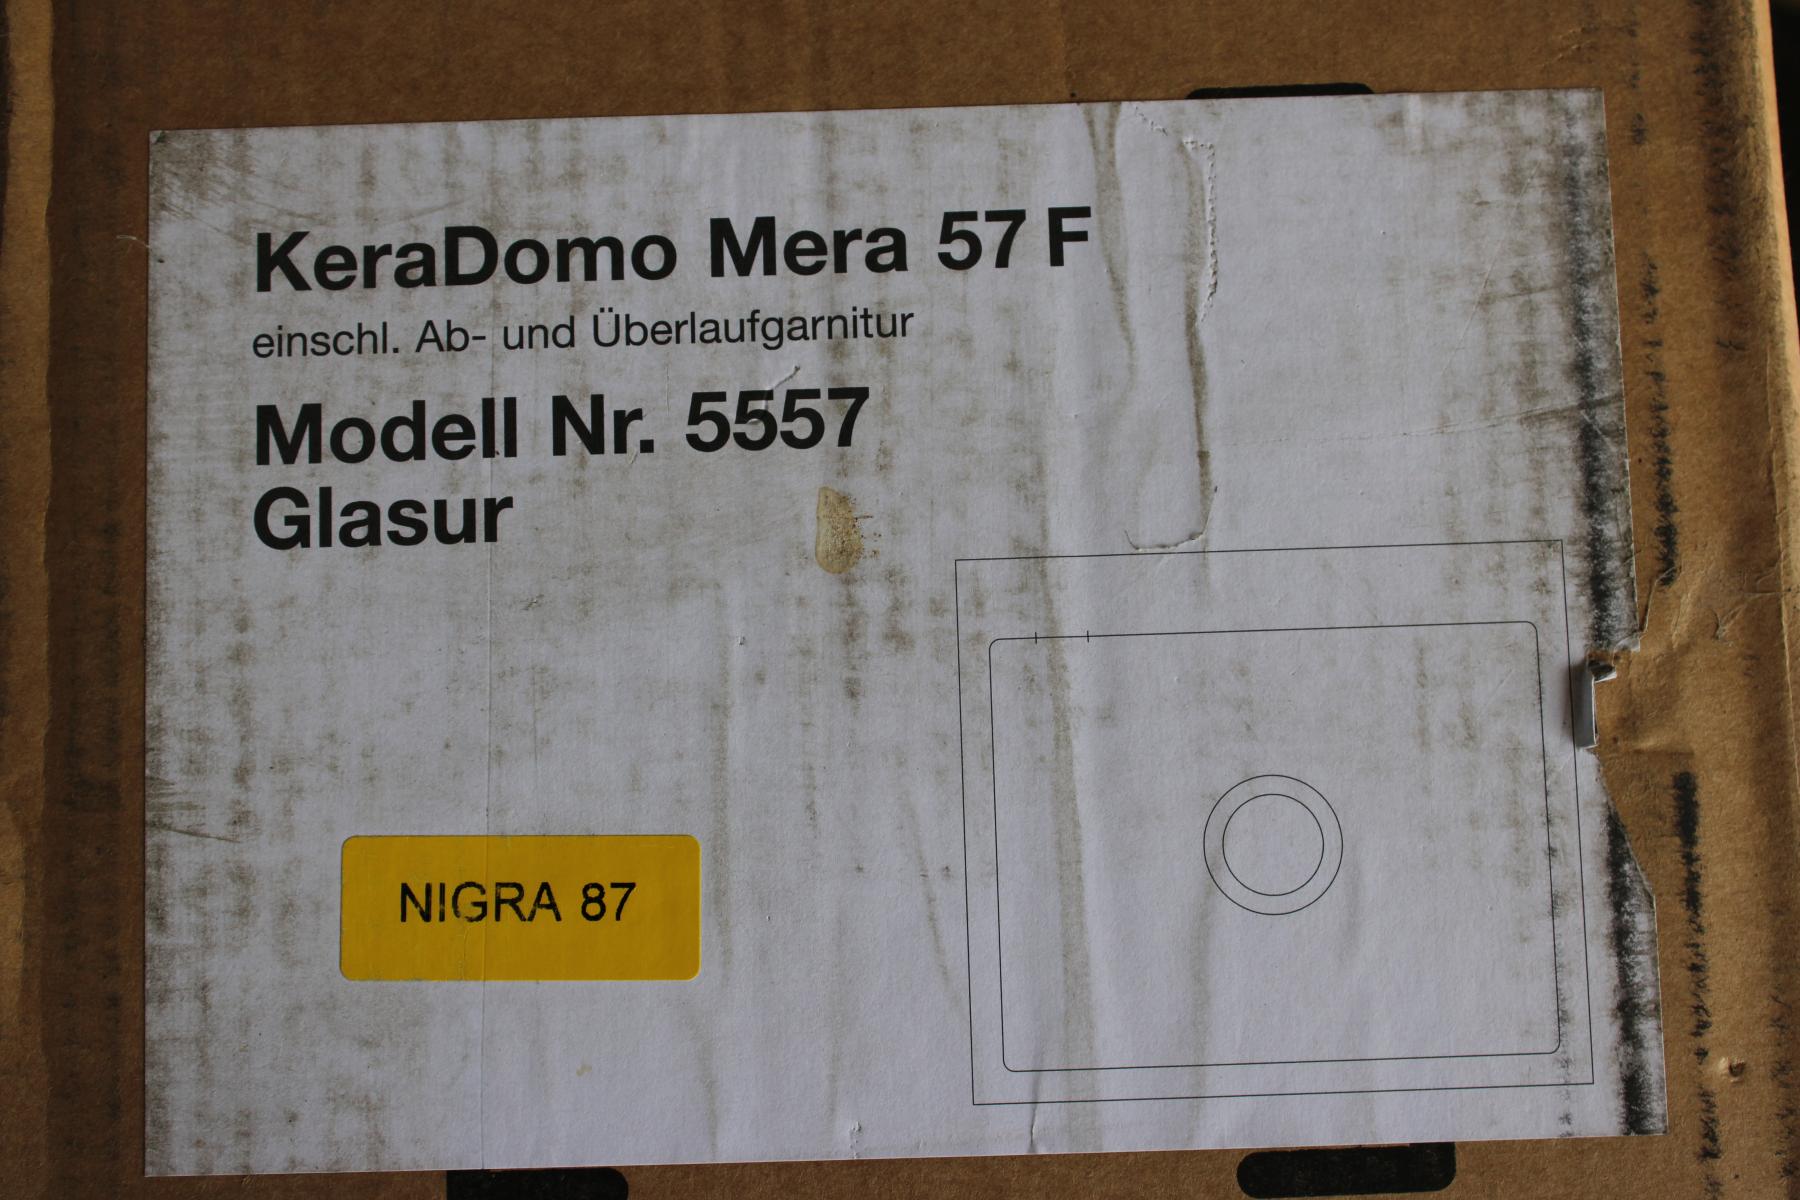 KeraDomo Mera 57 F
einschl. Ab- und Überlaufgarnitur
Modell Nr. 5557
Glasur
NIGRA 87